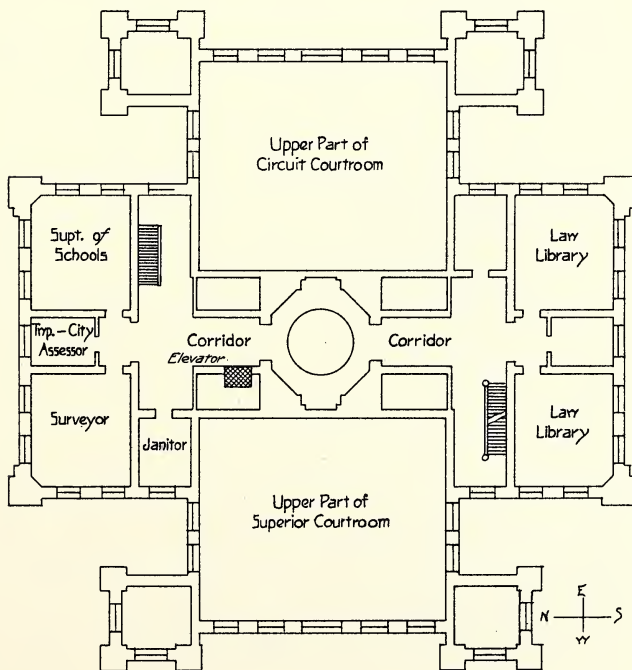 Upper Part of
Circuit Courtroom
Supt. of
Schools
Law
Library
Twp. – City
Assessor
Corridor
Elevator
Corridor
Surveyor
Janitor
Law
Library
Upper Part of
Superior Courtroom
E
N
S
W